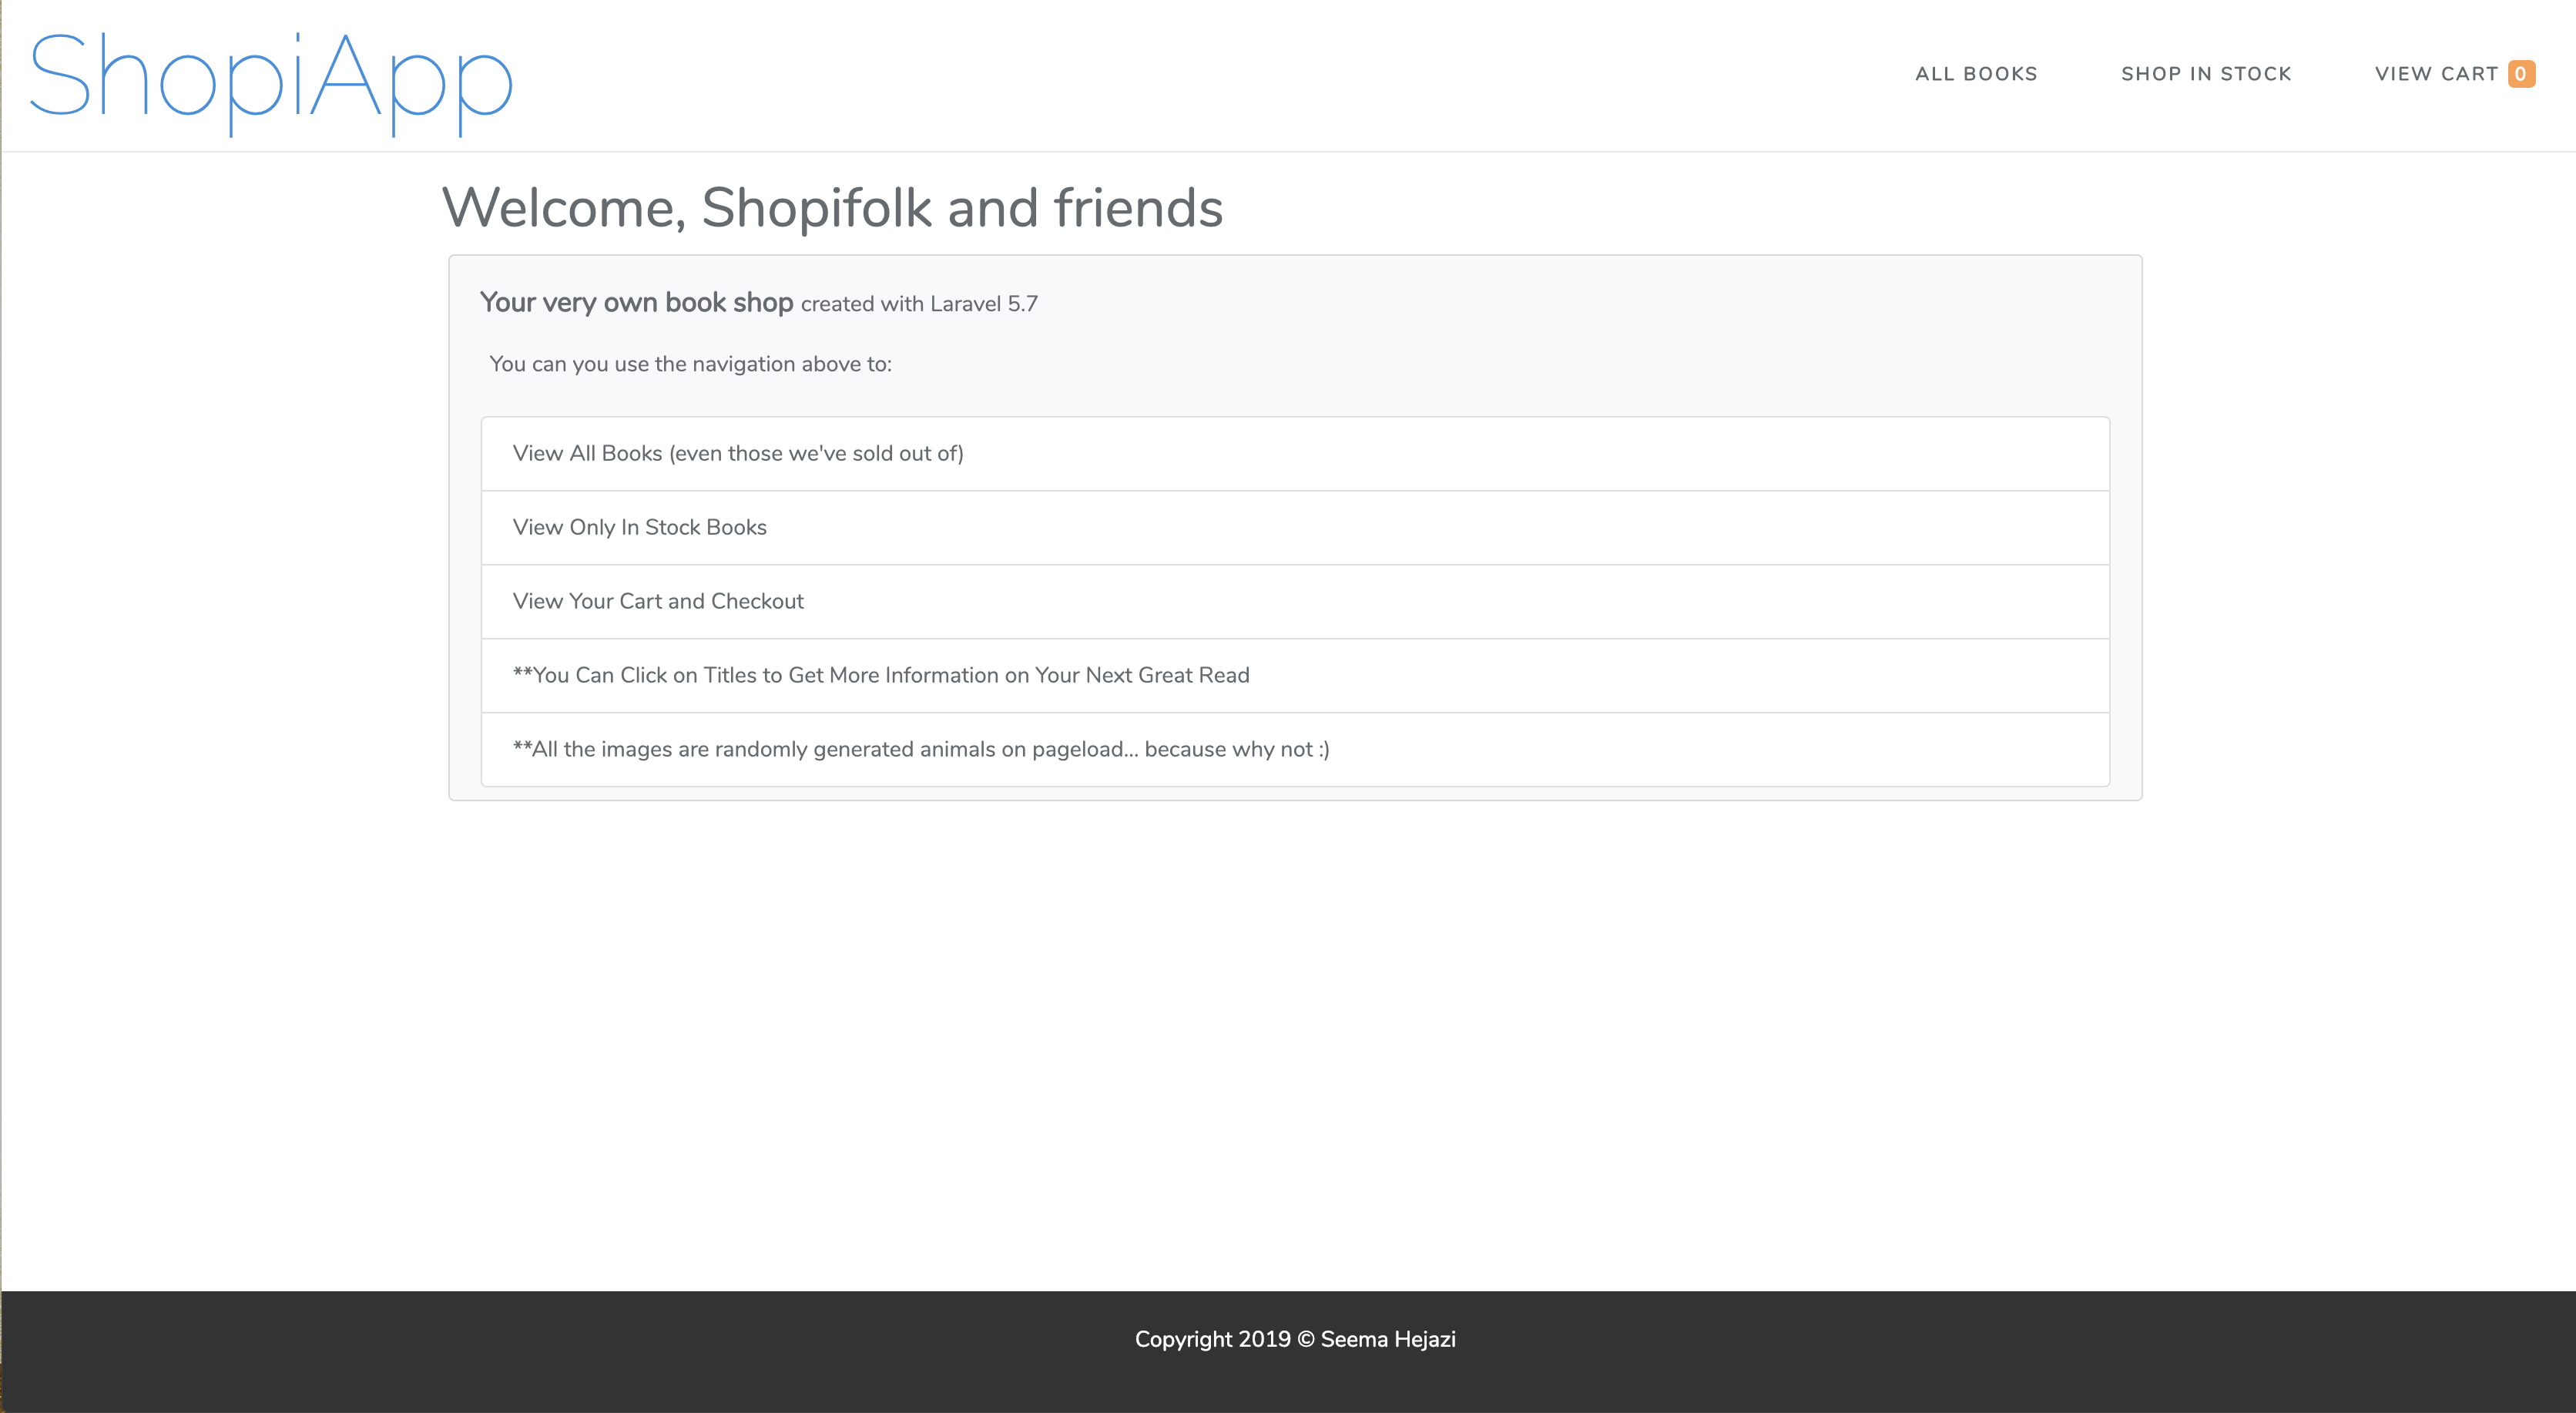 ShopiApp
ALL BOOKS SHOP IN STOCK VIEW CART 0
Welcome, Shopifolk and friends
Your very own book shop created with Laravel 5.7
You can you use the navigation above to:
View All Books (even those we've sold out of)
View Only In Stock Books
View Your Cart and Checkout
**You Can Click on Titles to Get More Information on Your Next Great Read
**All the images are randomly generated animals on pageload... because why not :)
Copyright 2019 © Seema Hejazi